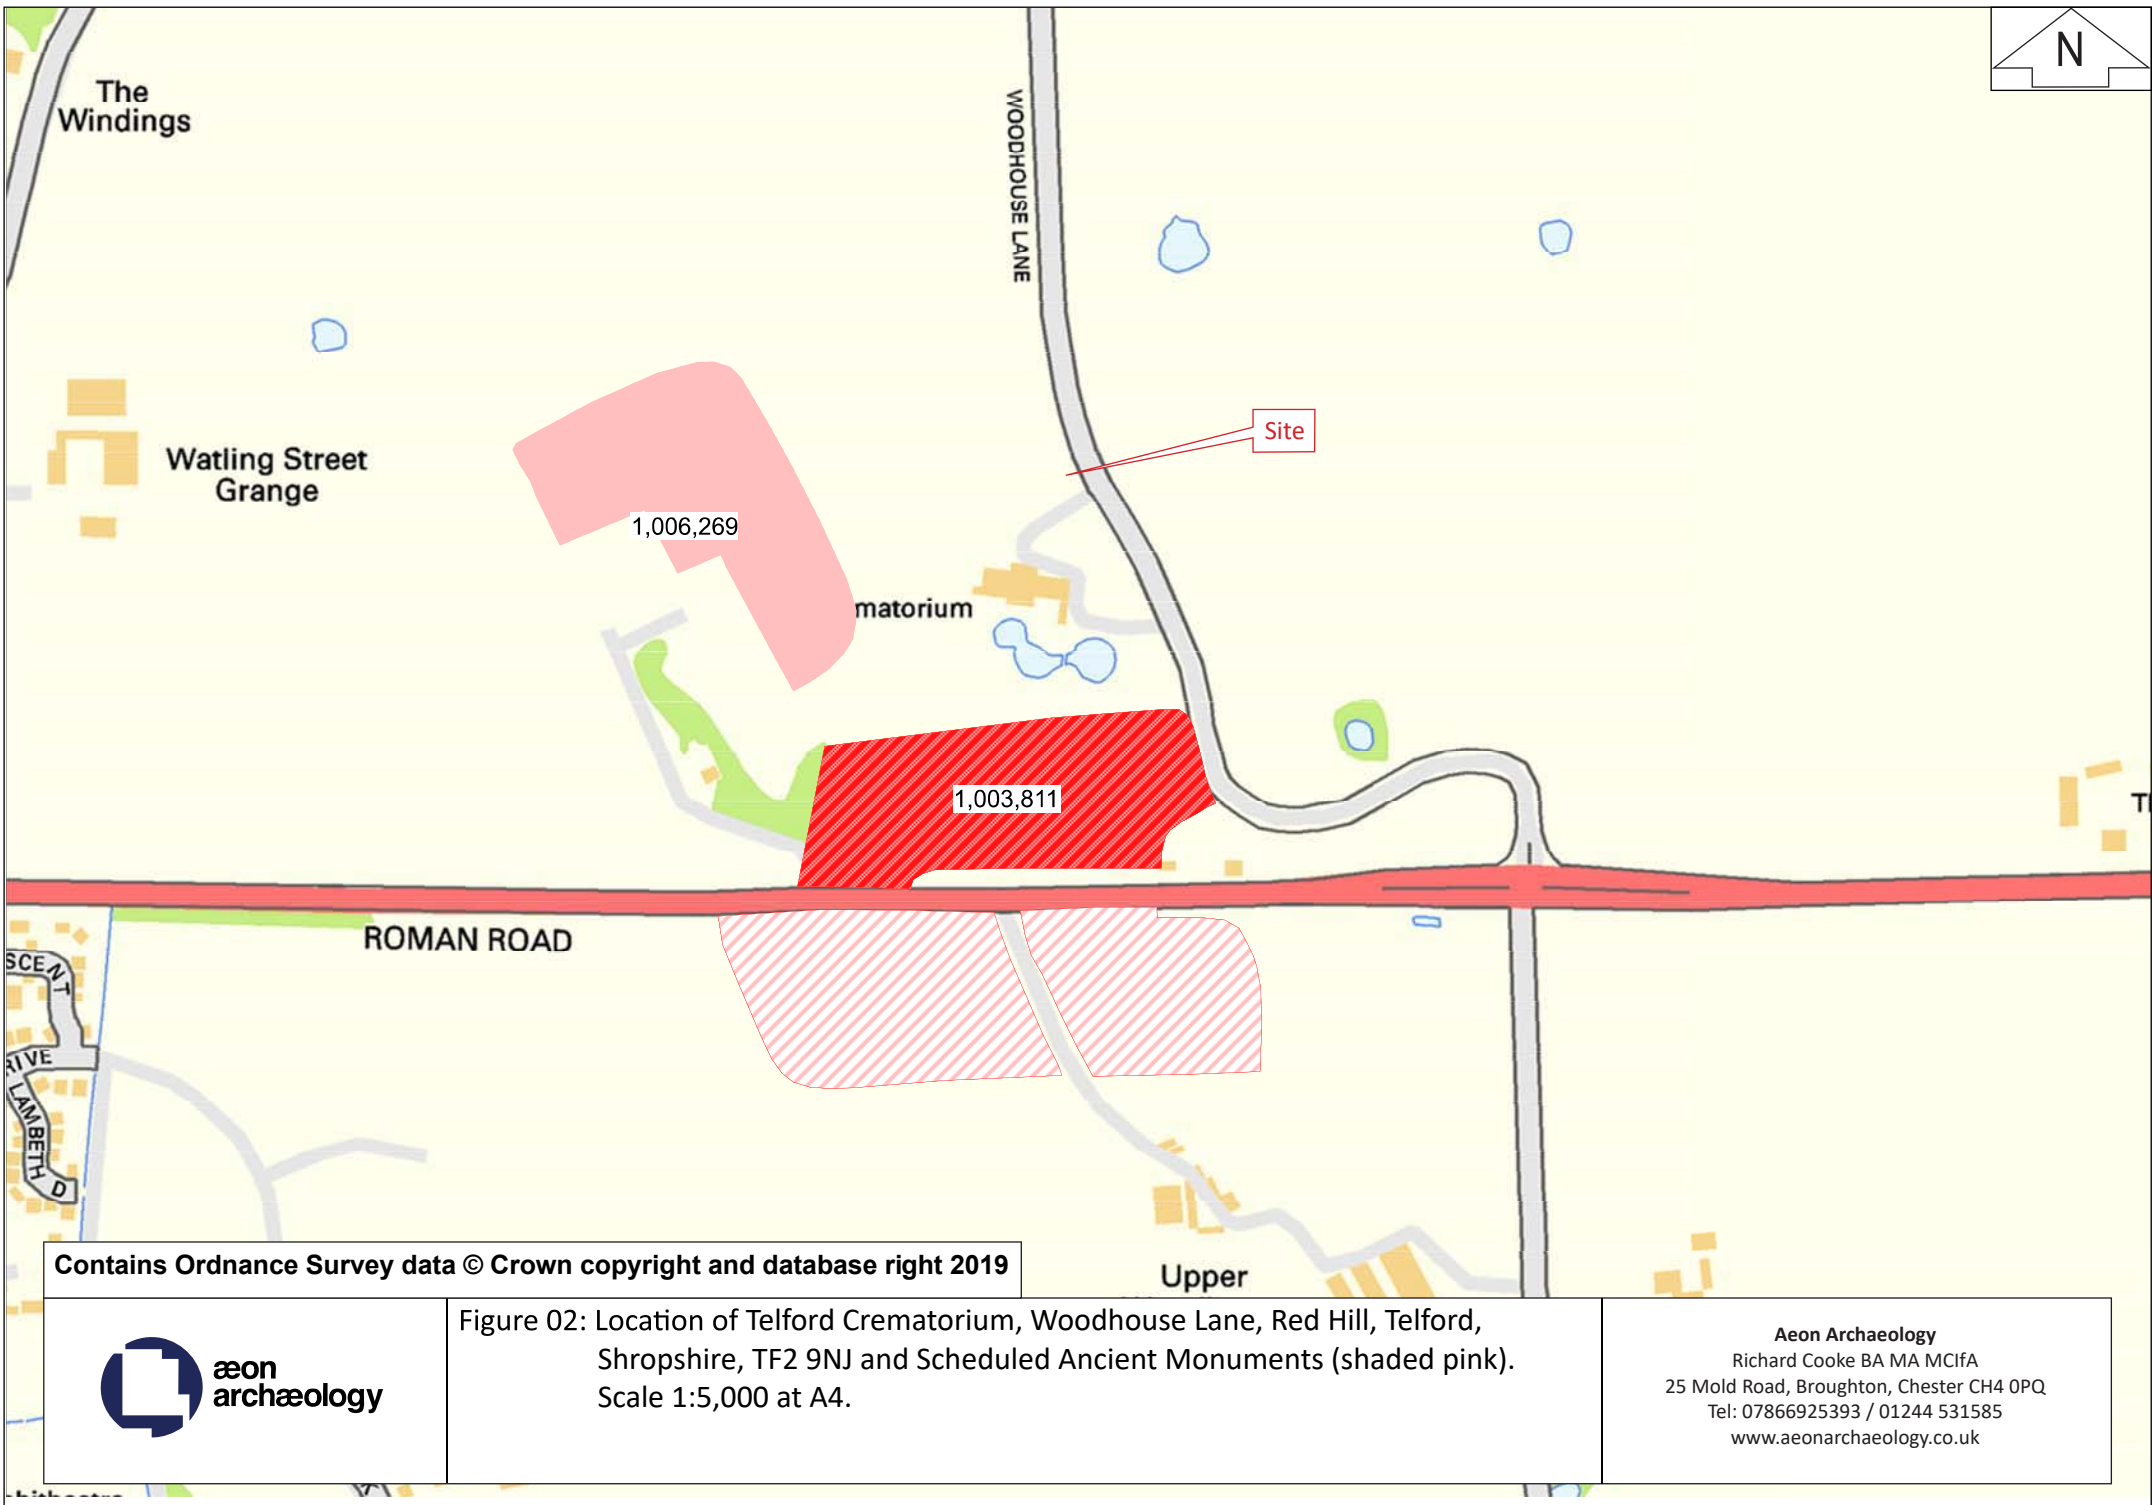 N
The
Windings
WOODHOUSE LANE
Site
Watling Street
Grange
1,006,269
matorium
1,003,811
ROMAN ROAD
SCENT
RIVE
LAMBETH D
Upper
Contains Ordnance Survey data © Crown copyright and database right 2019
æon
archæology
Figure 02: Location of Telford Crematorium, Woodhouse Lane, Red Hill, Telford,
Shropshire, TF2 9NJ and Scheduled Ancient Monuments (shaded pink).
Scale 1:5,000 at A4.
Aeon Archaeology
Richard Cooke BA MA MCIfA
25 Mold Road, Broughton, Chester CH4 0PQ
Tel: 07866925393 / 01244 531585
www.aeonarchaeology.co.uk